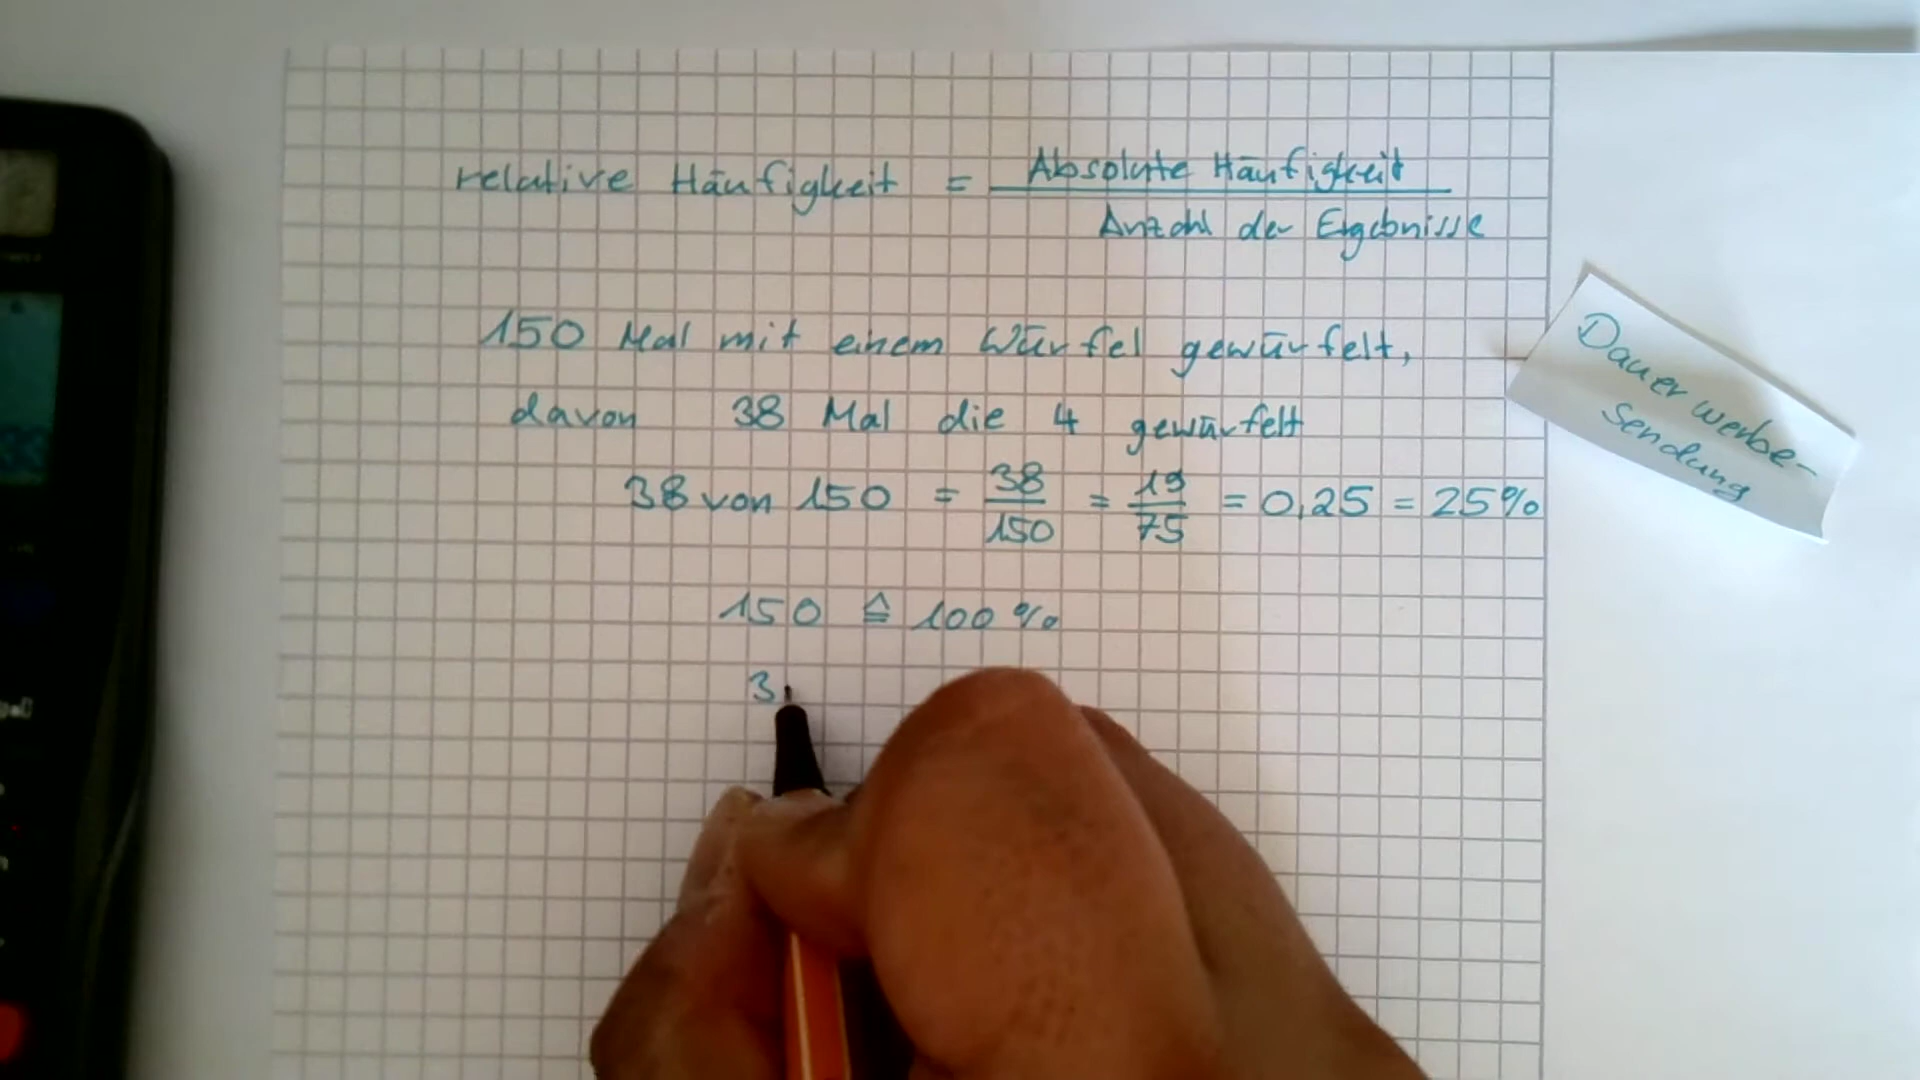 relative Häufigkeit = Absolute Häufigkeit / Anzahl der Ergebnisse
150 Mal mit einem Würfel gewürfelt,
davon 38 Mal die 4 gewürfelt
38 von 150 = 38/150 = 19/75 = 0,25 = 25%
150 ≙ 100 %
3
Dauerwerbe-
sendung